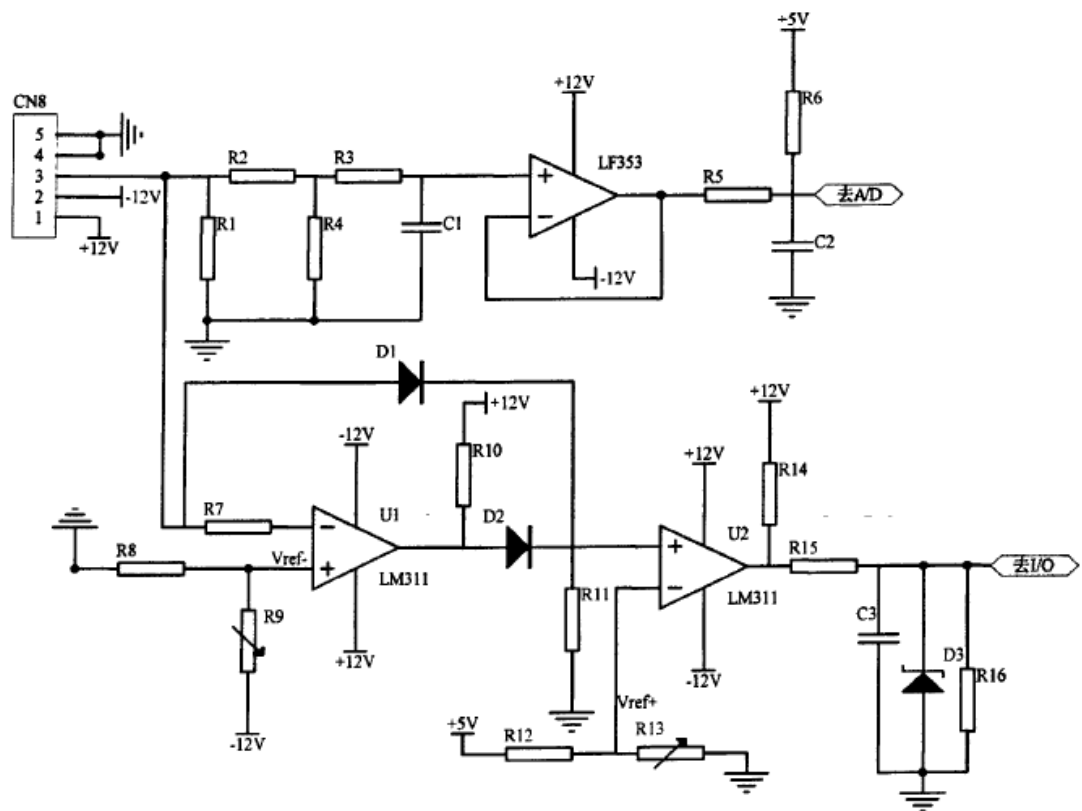 +5V
+12V
R6
CN8
5
4
3
2
1
-12V
+12V
R2
R3
R1
R4
C1
LF353
-12V
R5
去A/D
C2
D1
+12V
-12V
R10
R7
U1
D2
R8
Vref-
LM311
R9
+12V
-12V
+12V
R14
+12V
U2
R15
去I/O
LM311
R11
C3
D3
R16
-12V
Vref+
+5V
R12
R13